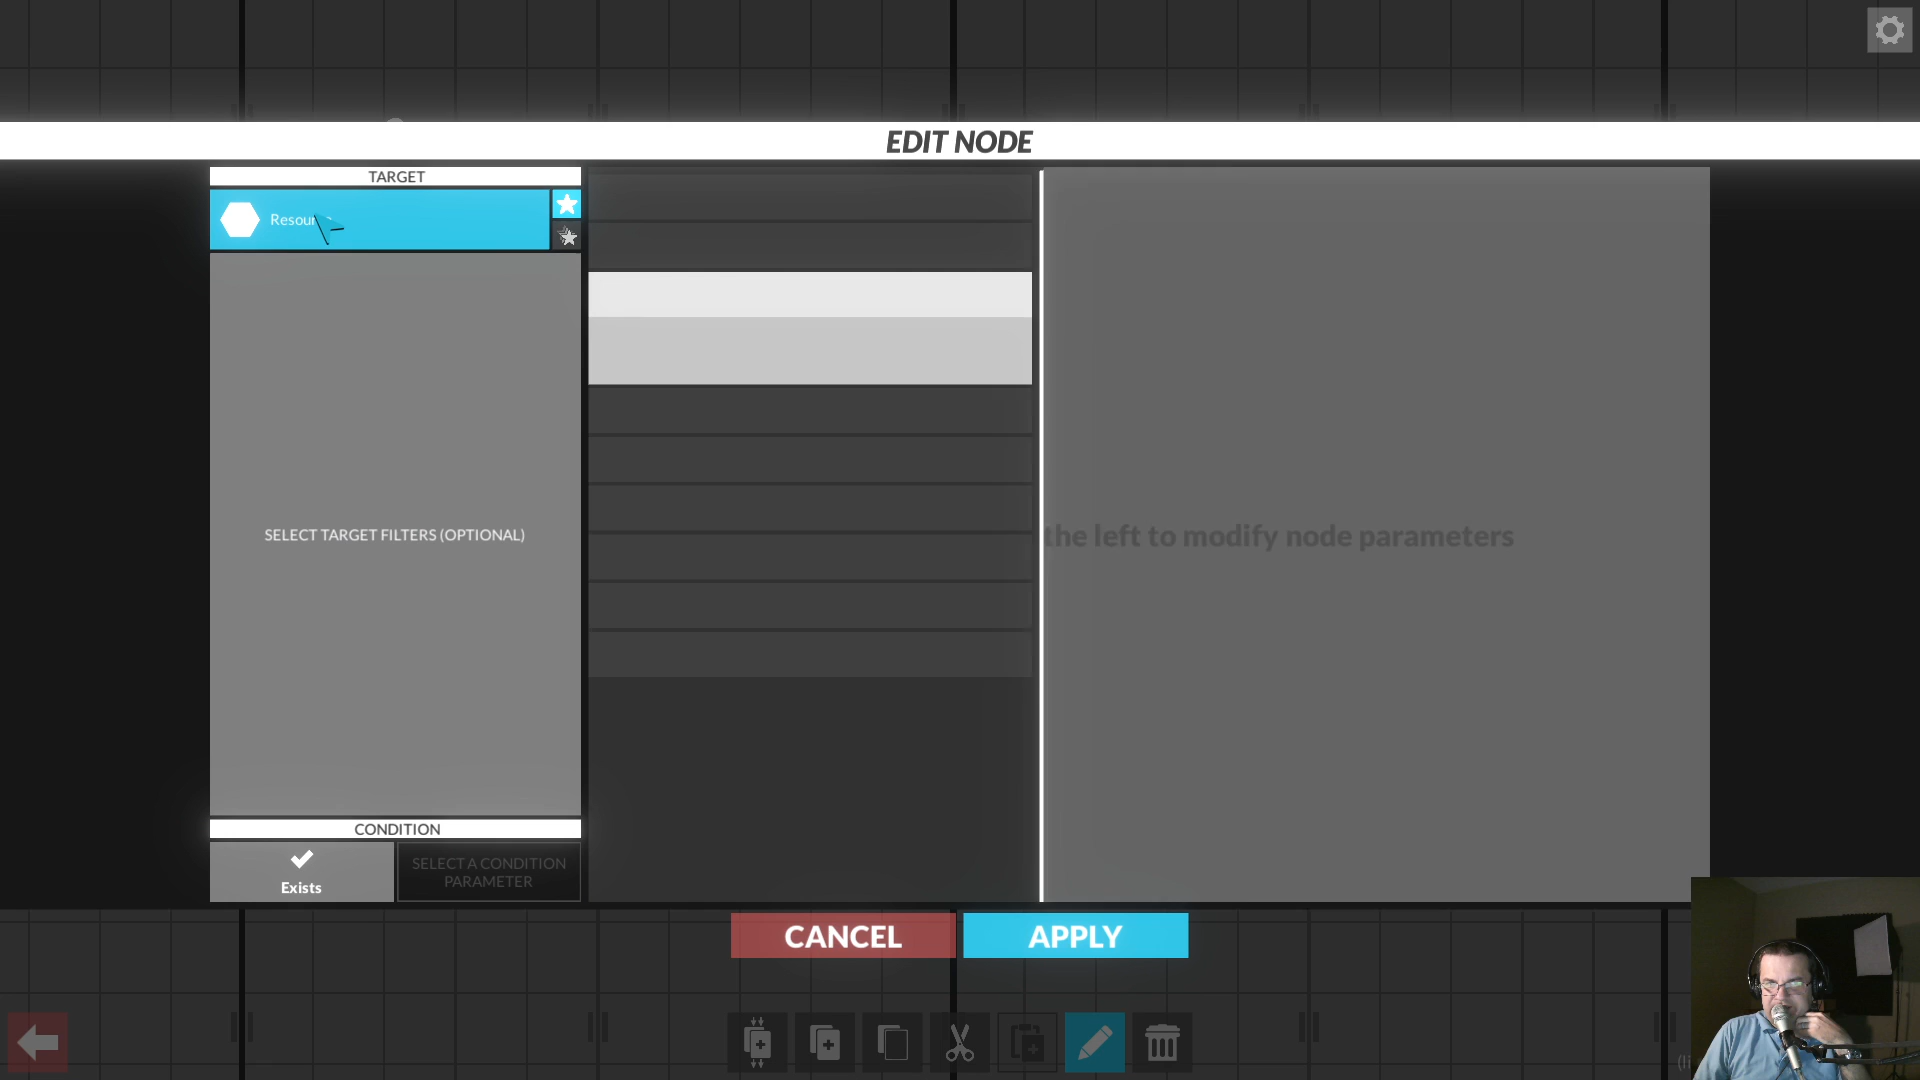 EDIT NODE
TARGET
SELECT TARGET FILTERS (OPTIONAL)
the left to modify node parameters
CONDITION
Exists
SELECT A CONDITION
PARAMETER
CANCEL
APPLY